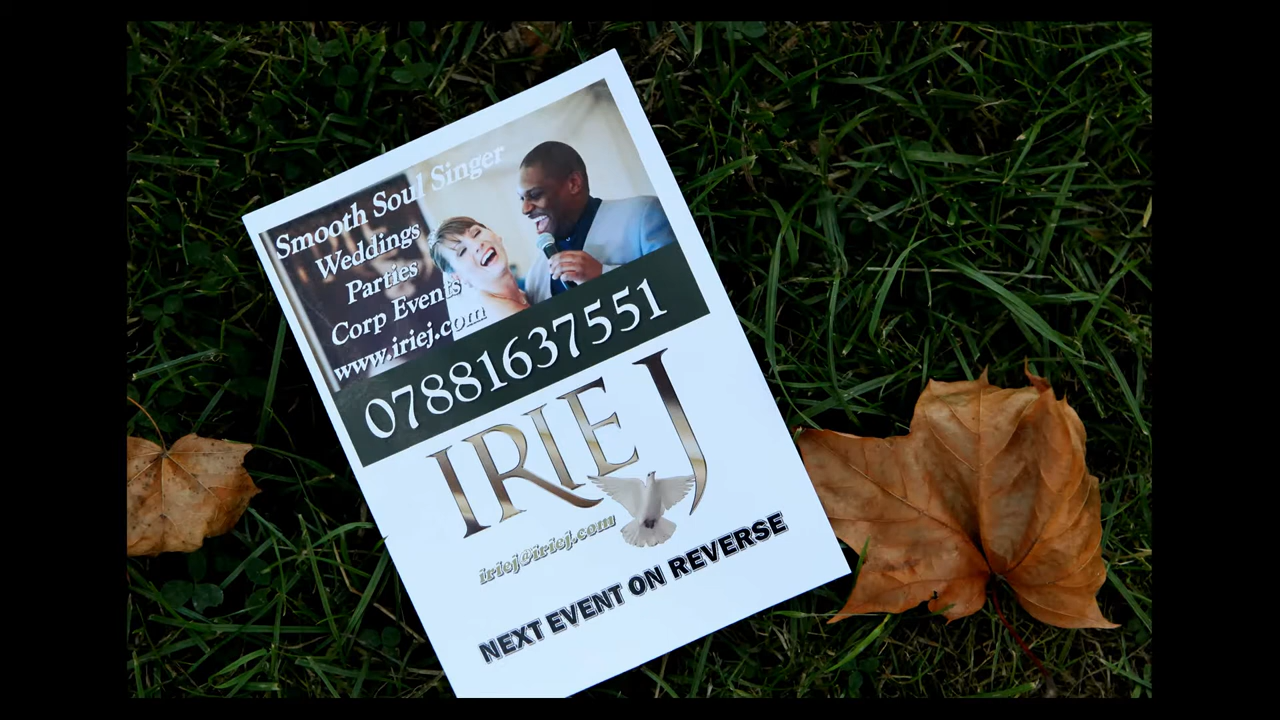 Smooth Soul Singer
Weddings
Parties
Corp Events
www.iriej.com
07881637551
IRIE J
iriej@iriej.com
NEXT EVENT ON REVERSE